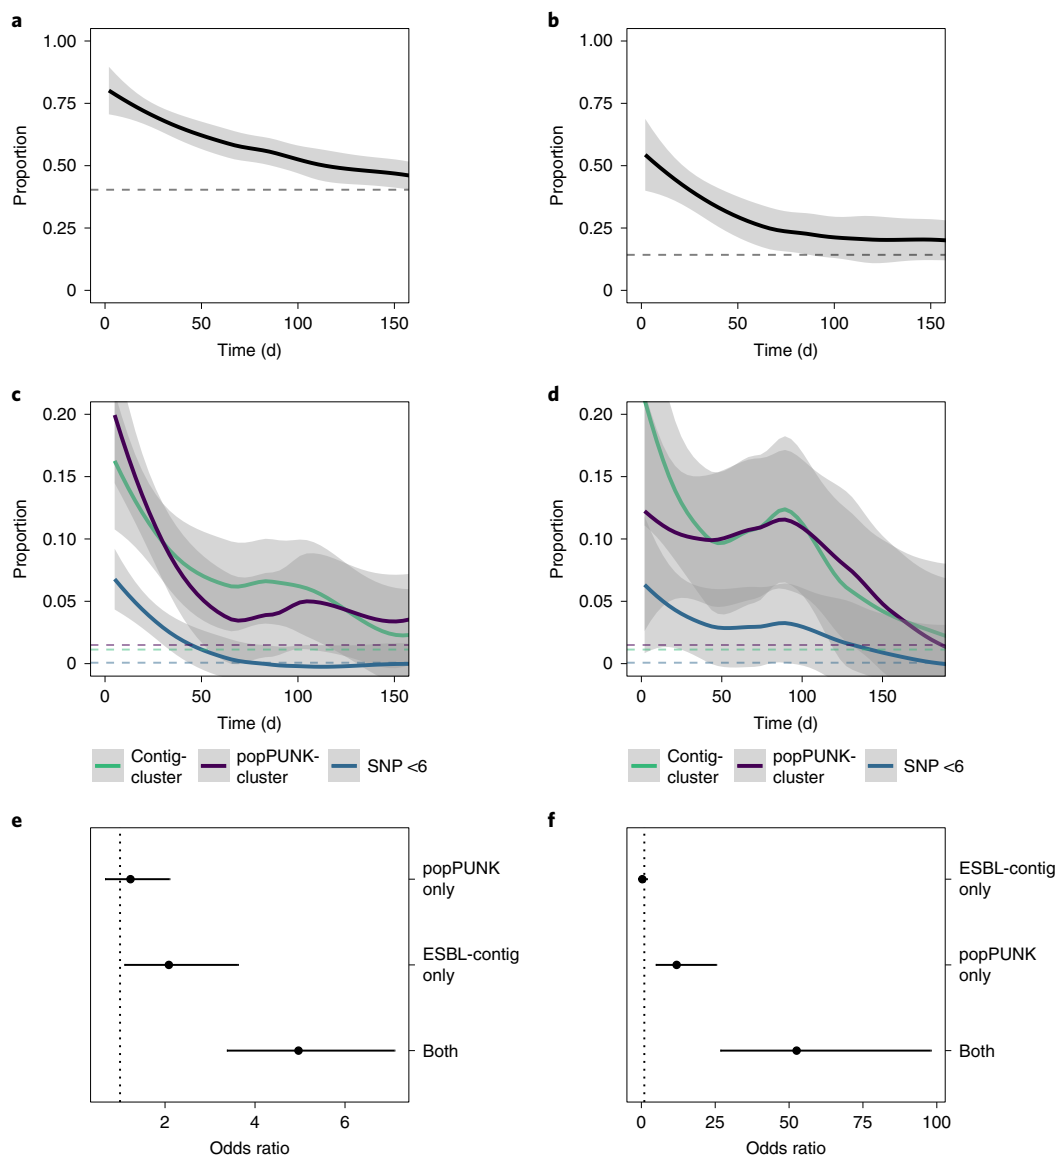 a
1.00
0.75
0.50
0.25
0
Proportion
0 50 100 150
Time (d)
b
1.00
0.75
0.50
0.25
0
Proportion
0 50 100 150
Time (d)
c
0.20
0.15
0.10
0.05
0
Proportion
0 50 100 150
Time (d)
Contig-
cluster
popPUNK-
cluster
SNP <6
d
0.20
0.15
0.10
0.05
0
Proportion
0 50 100 150
Time (d)
Contig-
cluster
popPUNK-
cluster
SNP <6
e
popPUNK
only
ESBL-contig
only
Both
2 4 6
Odds ratio
f
ESBL-contig
only
popPUNK
only
Both
0 25 50 75 100
Odds ratio